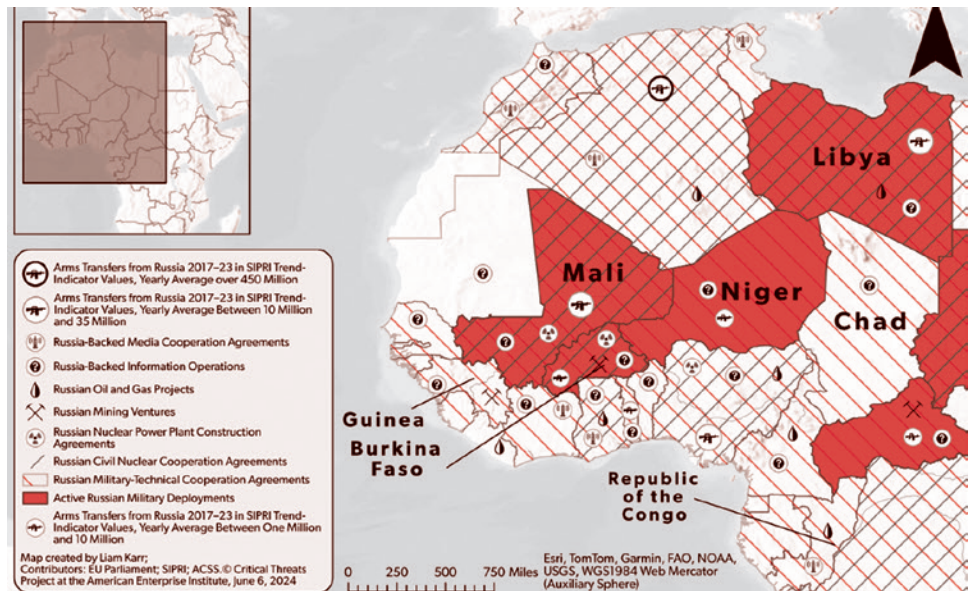 Libya
Mali
Niger
Chad
Guinea
Burkina
Faso
Republic
of the
Congo
Arms Transfers from Russia 2017–23 in SIPRI Trend-
Indicator Values, Yearly Average over 450 Million
Arms Transfers from Russia 2017–23 in SIPRI Trend-
Indicator Values, Yearly Average Between 10 Million
and 35 Million
Russia-Backed Media Cooperation Agreements
Russia-Backed Information Operations
Russian Oil and Gas Projects
Russian Mining Ventures
Russian Nuclear Power Plant Construction
Agreements
Russian Civil Nuclear Cooperation Agreements
Russian Military-Technical Cooperation Agreements
Active Russian Military Deployments
Arms Transfers from Russia 2017–23 in SIPRI Trend-
Indicator Values, Yearly Average Between One Million
and 10 Million
Map created by Liam Karr;
Contributors: EU Parliament; SIPRI; ACSS.© Critical Threats
Project at the American Enterprise Institute, June 6, 2024
0 250 500 750 Miles
Esri, TomTom, Garmin, FAO, NOAA,
USGS, WGS1984 Web Mercator
(Auxiliary Sphere)